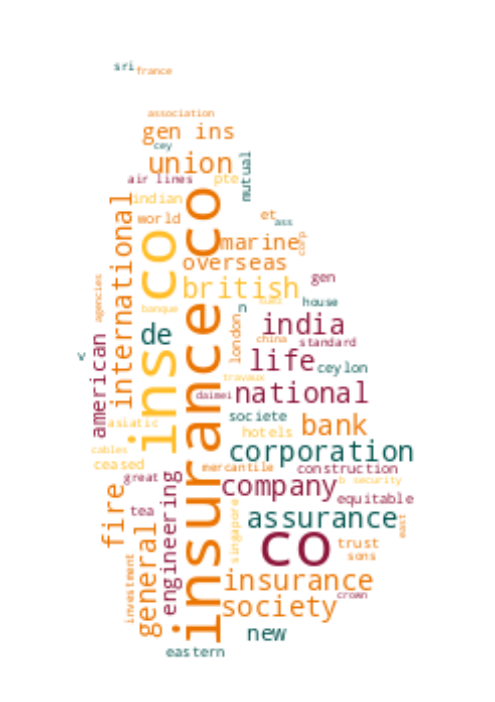 sri france
association
gen ins
cey
union
mutual
air lines pte
indian
world
et
ass
corp
marine
overseas
international
insurance co
ins co
british
gen
agencies
banque
n
house
de
london
india
china
standard
american
v
life
ceylon
travaux
daimei
national
asiatic
societe
hotels
bank
cables
corporation
ceased
mercantile
construction
great
company
b security
equitable
fire
engineering
tea
singapore
assurance
east
general
co
trust
sons
investment
insurance
crown
society
new
eastern